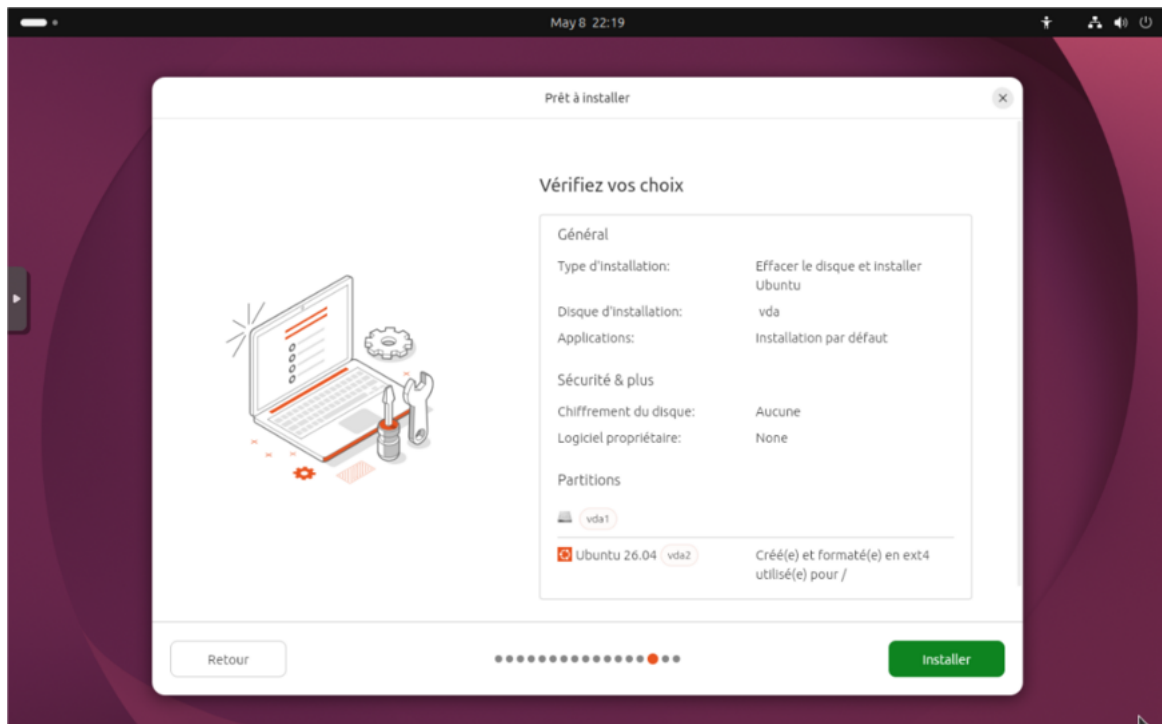 May 8 22:19
Prêt à installer
Vérifiez vos choix
Général
Type d'installation: Effacer le disque et installer
Ubuntu
Disque d'installation: vda
Applications: Installation par défaut
Sécurité & plus
Chiffrement du disque: Aucune
Logiciel propriétaire: None
Partitions
vda1
Ubuntu 26.04 vda2 Créé(e) et formaté(e) en ext4
utilisé(e) pour /
Retour Installer